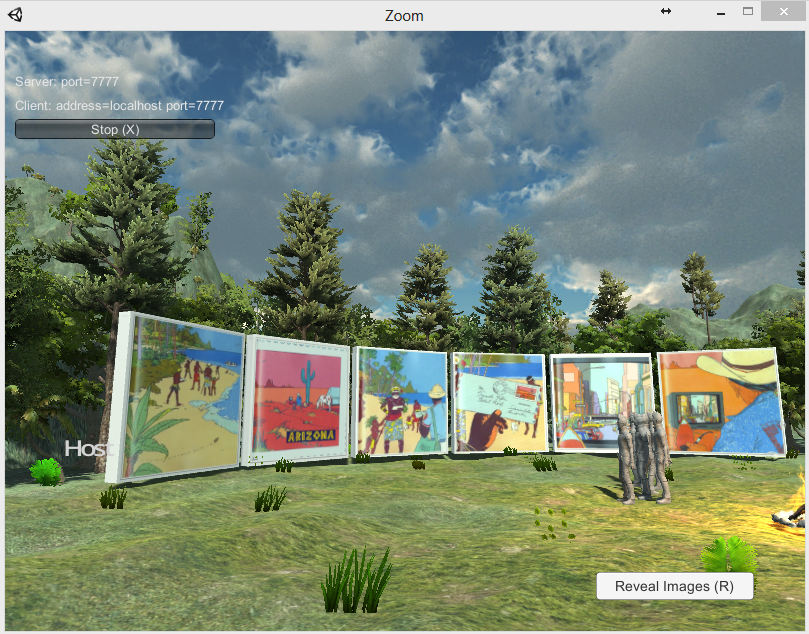 Zoom
Server: port=7777
Client: address=localhost port=7777
Stop (X)
ARIZONA
Host
Reveal Images (R)